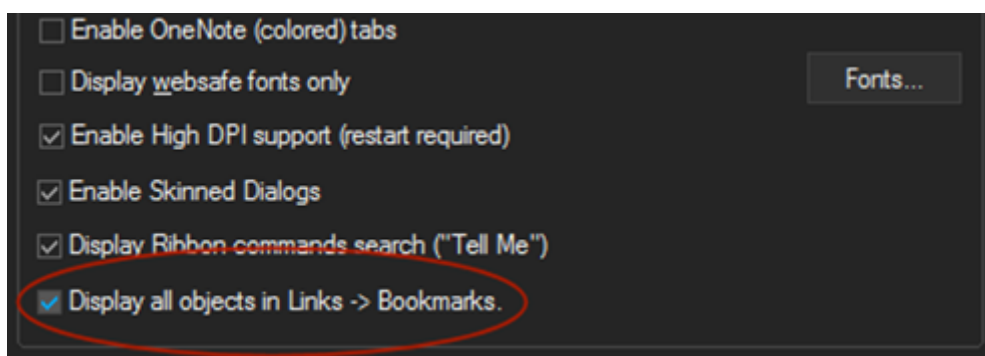 Enable OneNote (colored) tabs
Display websafe fonts only
Fonts...
Enable High DPI support (restart required)
Enable Skinned Dialogs
Display Ribbon commands search ("Tell Me")
Display all objects in Links -> Bookmarks.